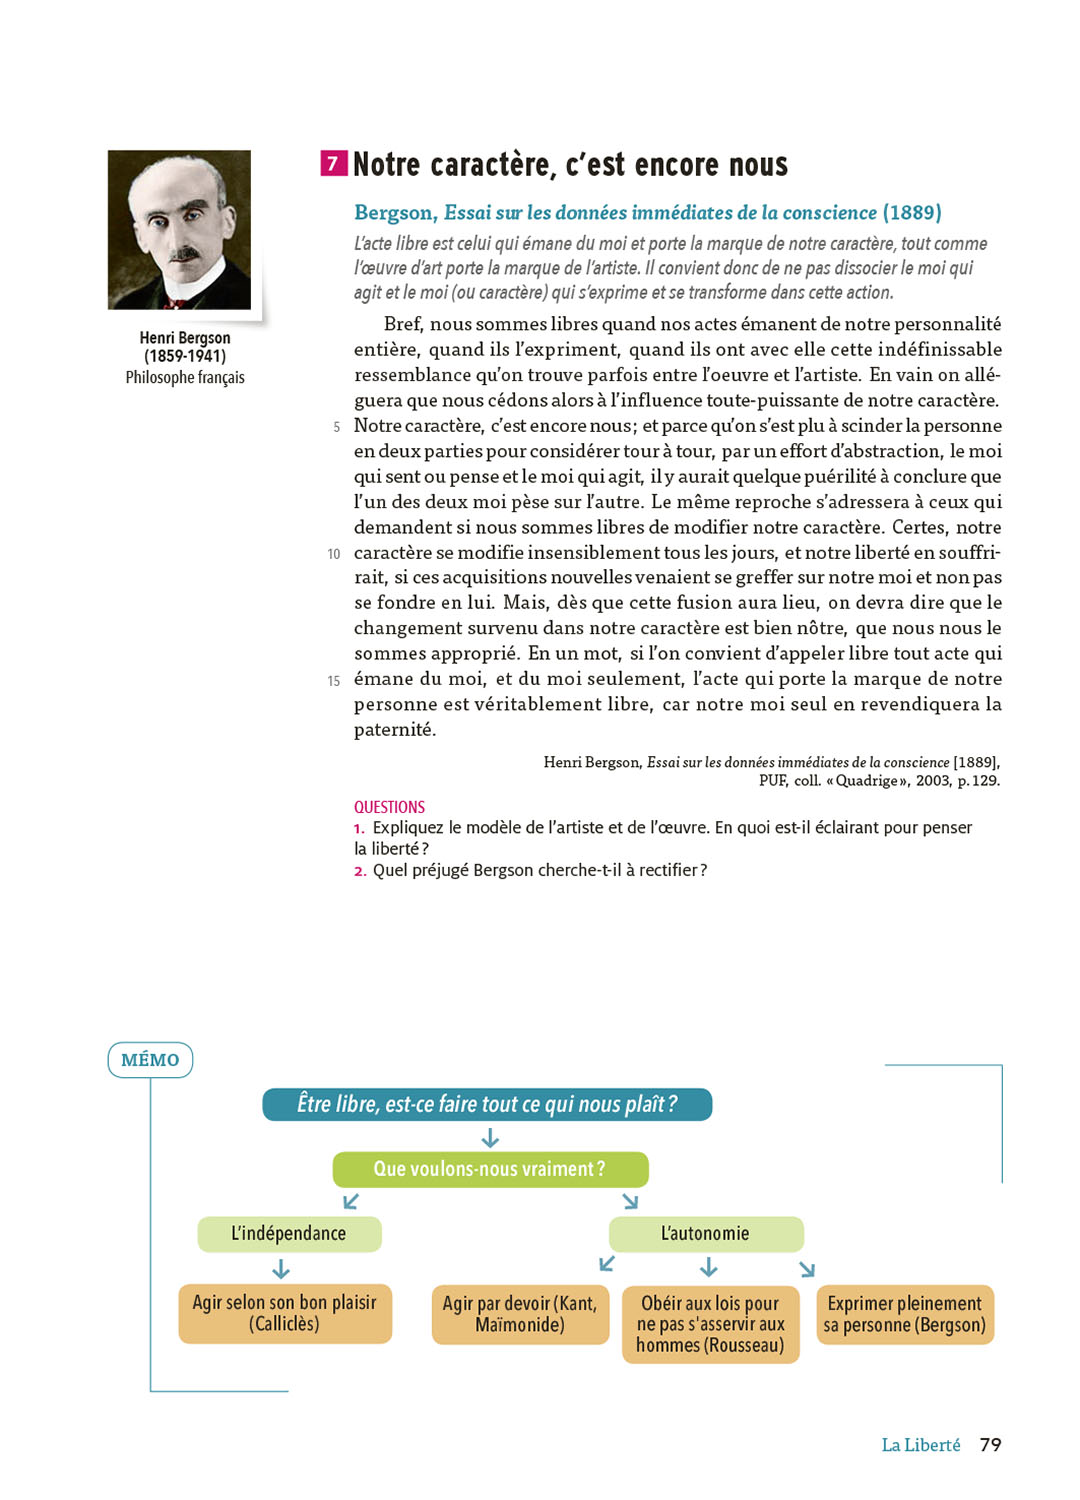 7 Notre caractère, c’est encore nous
Bergson, Essai sur les données immédiates de la conscience (1889)
L’acte libre est celui qui émane du moi et porte la marque de notre caractère, tout comme
l’œuvre d’art porte la marque de l’artiste. Il convient donc de ne pas dissocier le moi qui
agit et le moi (ou caractère) qui s’exprime et se transforme dans cette action.
Henri Bergson
(1859-1941)
Philosophe français
Bref, nous sommes libres quand nos actes émanent de notre personnalité
entière, quand ils l’expriment, quand ils ont avec elle cette indéfinissable
ressemblance qu’on trouve parfois entre l’oeuvre et l’artiste. En vain on allé-
guera que nous cédons alors à l’influence toute-puissante de notre caractère.
5 Notre caractère, c’est encore nous ; et parce qu’on s’est plu à scinder la personne
en deux parties pour considérer tour à tour, par un effort d’abstraction, le moi
qui sent ou pense et le moi qui agit, il y aurait quelque puérilité à conclure que
l’un des deux moi pèse sur l’autre. Le même reproche s’adressera à ceux qui
demandent si nous sommes libres de modifier notre caractère. Certes, notre
10 caractère se modifie insensiblement tous les jours, et notre liberté en souffri-
rait, si ces acquisitions nouvelles venaient se greffer sur notre moi et non pas
se fondre en lui. Mais, dès que cette fusion aura lieu, on devra dire que le
changement survenu dans notre caractère est bien nôtre, que nous nous le
sommes approprié. En un mot, si l’on convient d’appeler libre tout acte qui
15 émane du moi, et du moi seulement, l’acte qui porte la marque de notre
personne est véritablement libre, car notre moi seul en revendiquera la
paternité.
Henri Bergson, Essai sur les données immédiates de la conscience [1889],
PUF, coll. « Quadrige », 2003, p. 129.
QUESTIONS
1. Expliquez le modèle de l’artiste et de l’œuvre. En quoi est-il éclairant pour penser
la liberté ?
2. Quel préjugé Bergson cherche-t-il à rectifier ?
MÉMO
Être libre, est-ce faire tout ce qui nous plaît ?
Que voulons-nous vraiment ?
L’indépendance
L’autonomie
Agir selon son bon plaisir
(Calliclès)
Agir par devoir (Kant,
Maïmonide)
Obéir aux lois pour
ne pas s'asservir aux
hommes (Rousseau)
Exprimer pleinement
sa personne (Bergson)
La Liberté 79